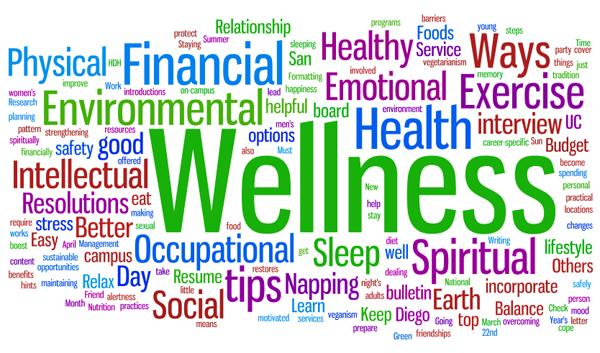 Relationship
programs
barriers
young
steps
protect
Staying
Summer
Healthy
Foods
Service
Ways
Time
party cover
Physical
HDH
Financial
sleeping
San
vegetarianism
things just
improve
Work
Formatting
involved
memory
tradition
women's
Research
introductions
on-campus
lead
happiness
Emotional
Exercise
planning
Environmental
helpful
men's
board
environment
pattern
strengthening
resources
options
Health
interview
UC
spiritually
financially
safety
good
offered
also
Must
career-specific
Sun
Budget
Intellectual
Wellness
become
spending
New
personal
Resolutions
eat
making
help
stay
practical
locations
require
works
boost
stress
Better
sexual
food
changes
Easy
April
Management
Occupational
get
Sleep
diet
well
Writing
Spiritual
lifestyle
Others
content
sustainable
opportunities
campus
benefits
hints
maintaining
Relax
Day
take
Resume
restores
dealing
National
incorporate
safely
Friend
alertness
little
tips
Napping
night's
adults
bulletin
Earth
person
mood
Month
Nutrition
practices
Social
means
Learn
motivated
services
veganism
prepare
Keep
Diego
Going
top
Balance
Check
Year's
letter
cope
March
overcoming
22nd
Green
friendships